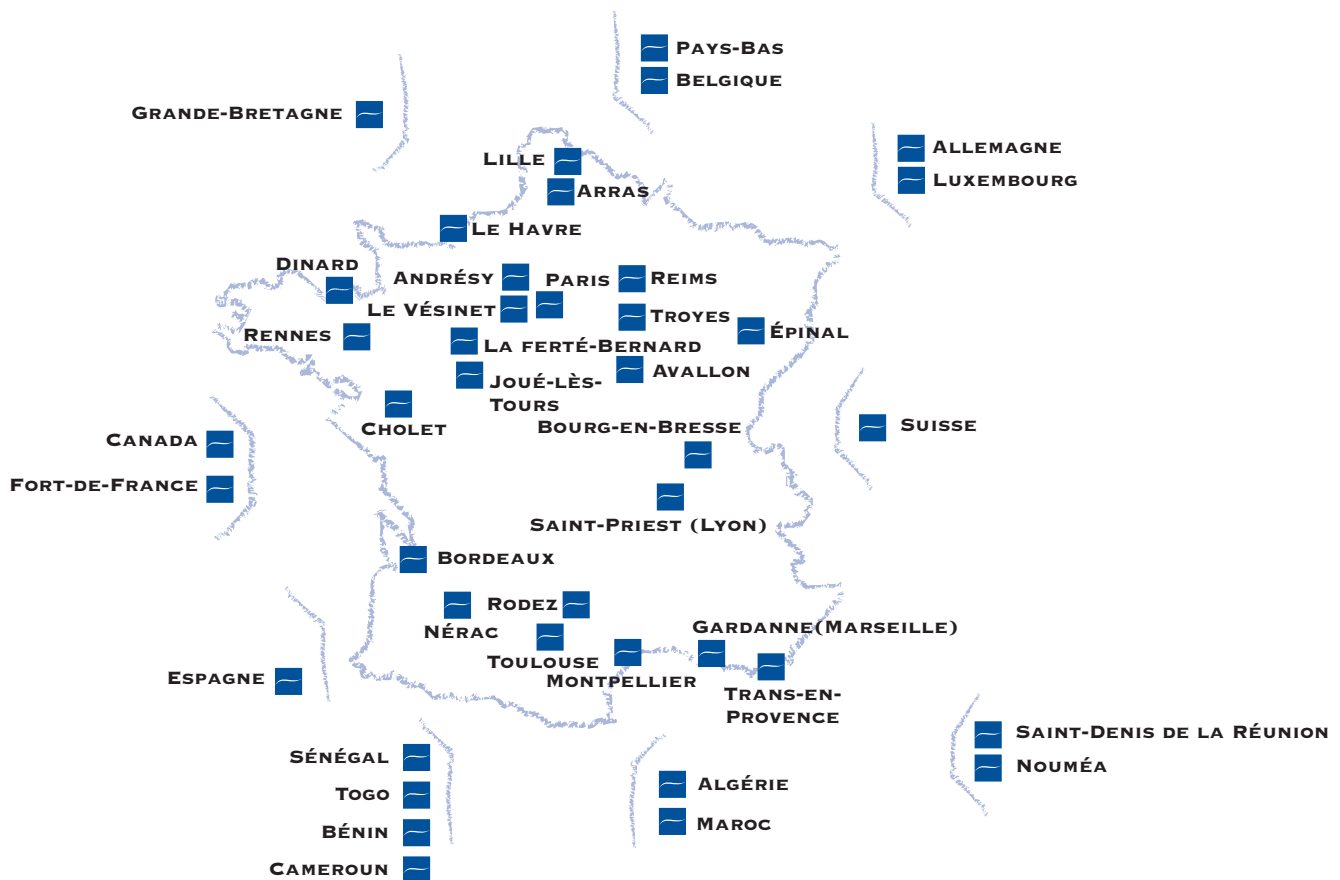 Pays-Bas
Belgique
Grande-Bretagne
Allemagne
Luxembourg
Lille
Arras
Le Havre
Dinard
Andrésy
Paris
Reims
Le Vésinet
Troyes
Épinal
Rennes
La ferté-Bernard
Avallon
Joué-lès-
Tours
Cholet
Bourg-en-Bresse
Suisse
Canada
Fort-de-France
Saint-Priest (Lyon)
Bordeaux
Rodez
Nérac
Gardanne(Marseille)
Toulouse
Montpellier
Espagne
Trans-en-
Provence
Saint-Denis de la Réunion
Nouméa
Sénégal
Togo
Bénin
Cameroun
Algérie
Maroc